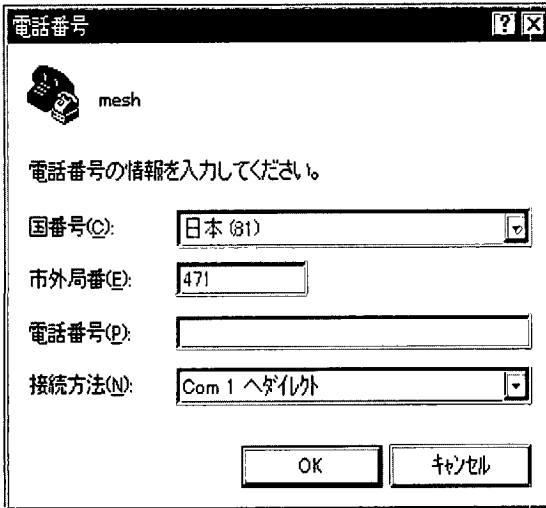 電話番号
mesh
電話番号の情報を入力してください。
国番号(C): 日本 (81)
市外局番(E): 471
電話番号(P):
接続方法(N): Com 1 へダイレクト
OK キャンセル